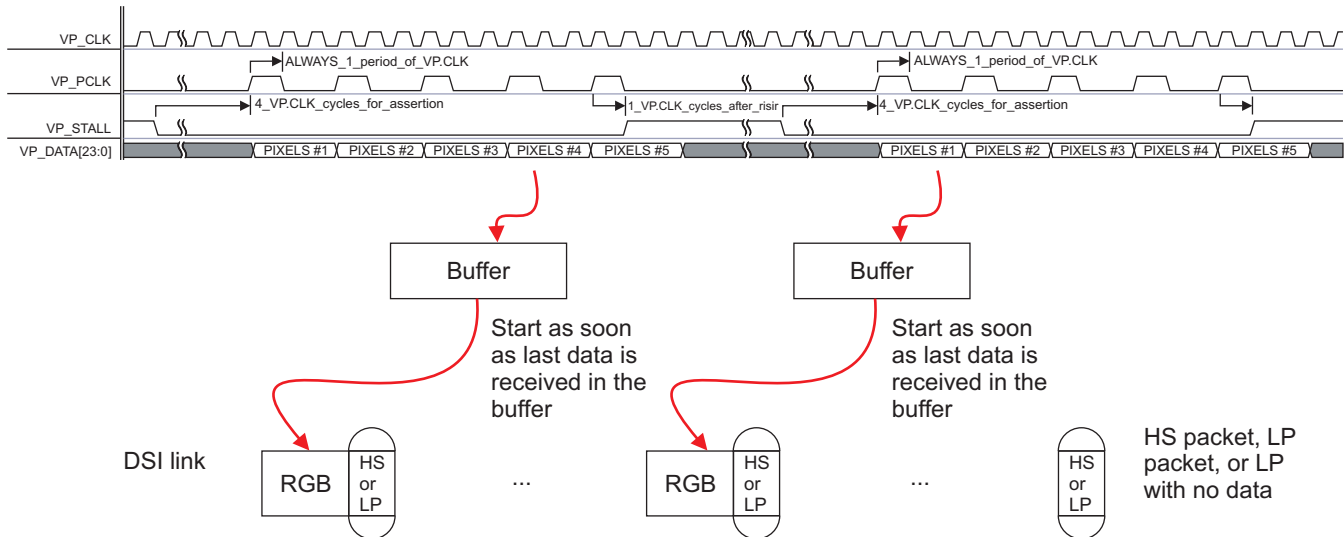 VP_CLK
ALWAYS_1_period_of_VP.CLK
ALWAYS_1_period_of_VP.CLK
VP_PCLK
4_VP.CLK_cycles_for_assertion
1_VP.CLK_cycles_after_risir
4_VP.CLK_cycles_for_assertion
VP_STALL
VP_DATA[23:0]
PIXELS #1
PIXELS #2
PIXELS #3
PIXELS #4
PIXELS #5
PIXELS #1
PIXELS #2
PIXELS #3
PIXELS #4
PIXELS #5
Buffer
Buffer
Start as soon
as last data is
received in the
buffer
Start as soon
as last data is
received in the
buffer
DSI link
RGB
HS
or
LP
...
RGB
HS
or
LP
...
HS
or
LP
HS packet, LP
packet, or LP
with no data